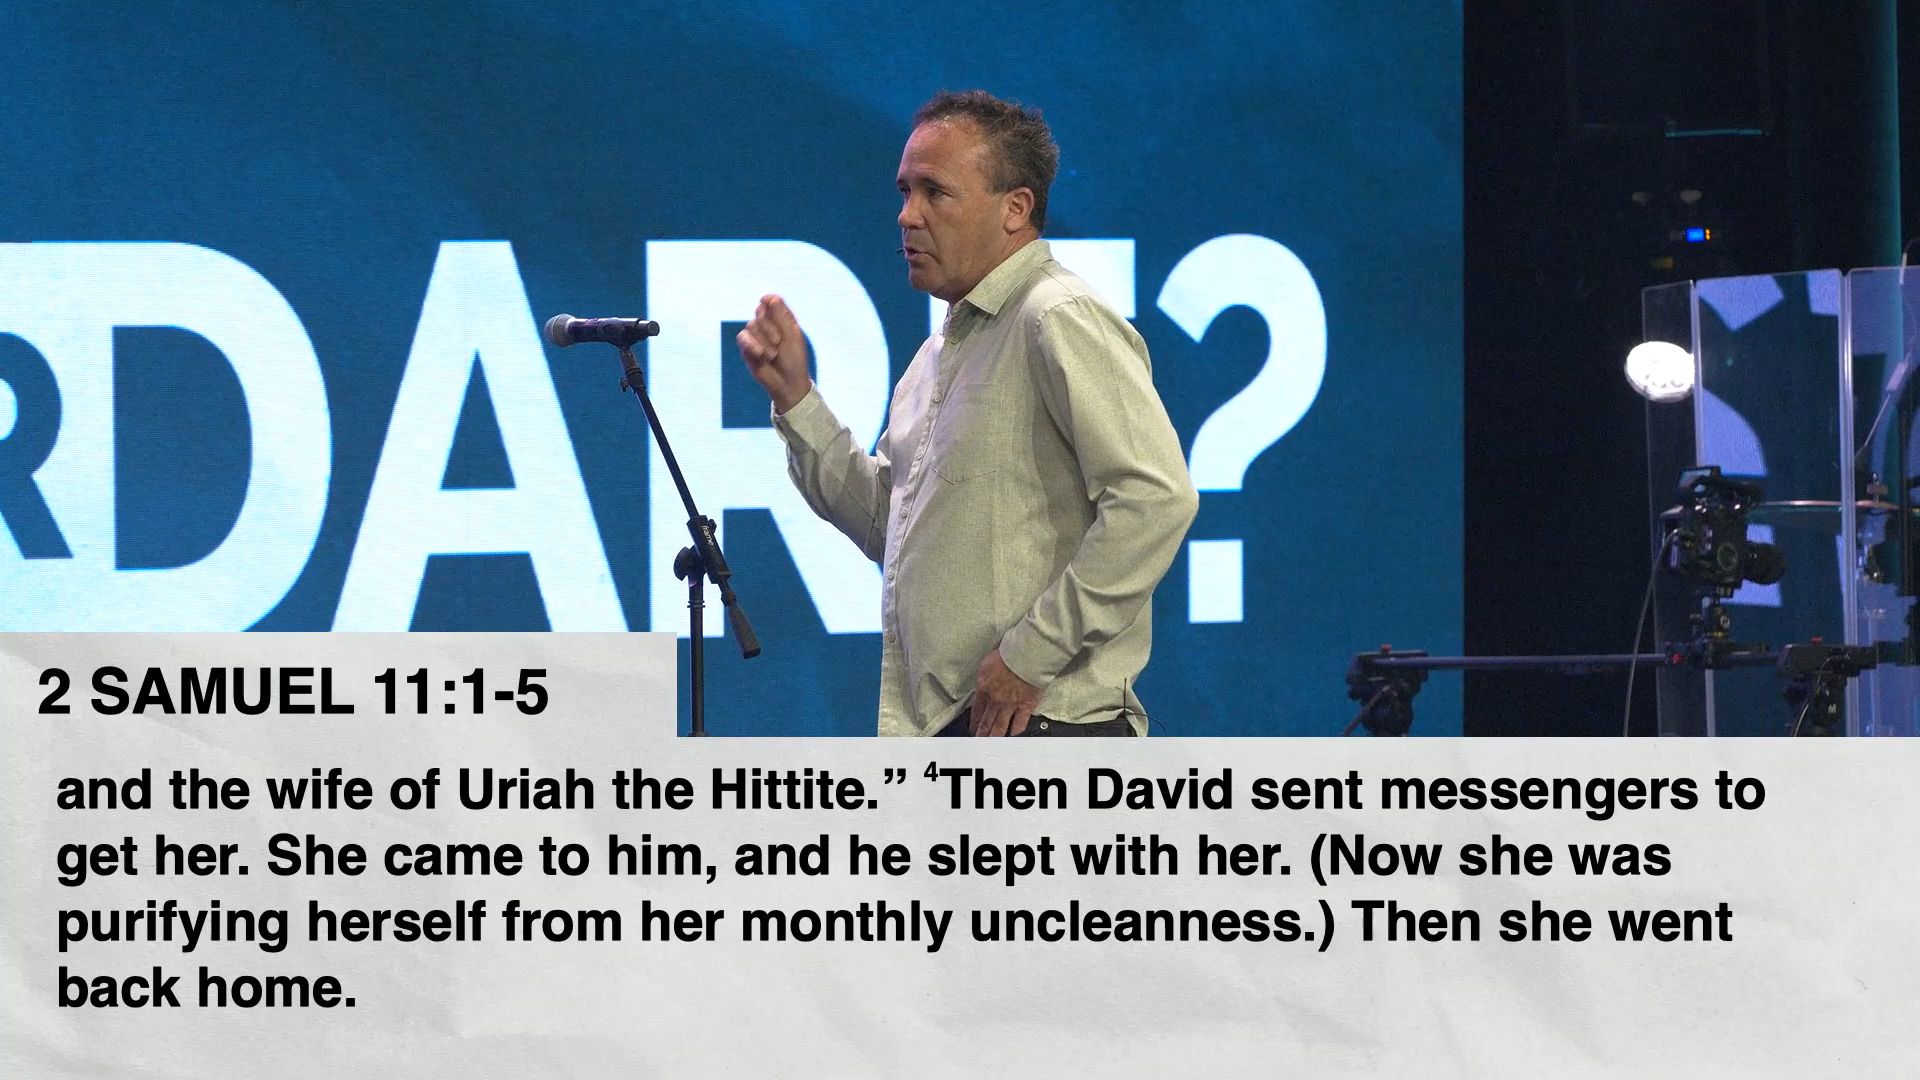 R DARE?
2 SAMUEL 11:1-5
and the wife of Uriah the Hittite.” ⁴Then David sent messengers to
get her. She came to him, and he slept with her. (Now she was
purifying herself from her monthly uncleanness.) Then she went
back home.